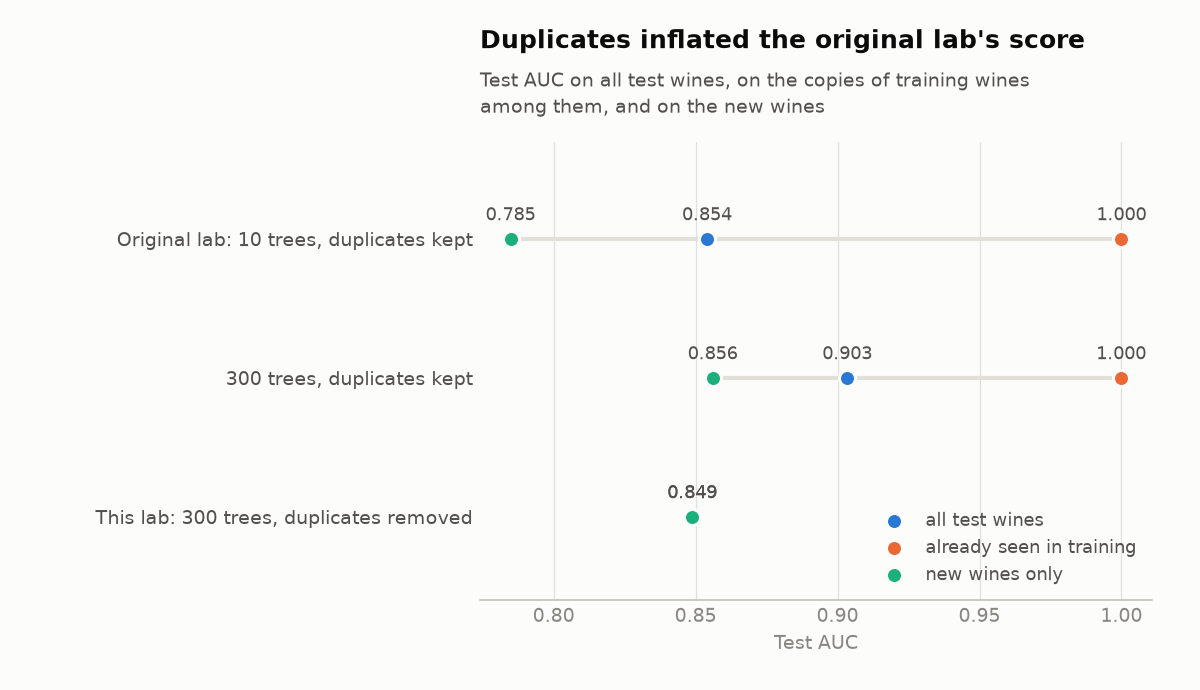 Duplicates inflated the original lab's score
Test AUC on all test wines, on the copies of training wines
among them, and on the new wines
0.785 0.854 1.000
Original lab: 10 trees, duplicates kept
0.856 0.903 1.000
300 trees, duplicates kept
0.849
This lab: 300 trees, duplicates removed
all test wines
already seen in training
new wines only
0.80 0.85 0.90 0.95 1.00
Test AUC